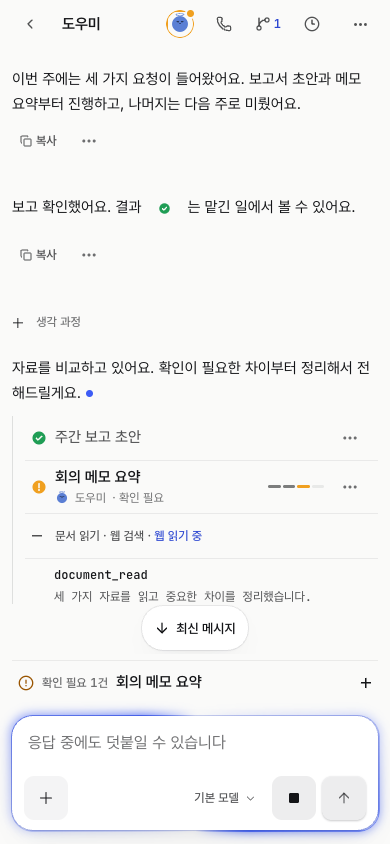 도우미
1
이번 주에는 세 가지 요청이 들어왔어요. 보고서 초안과 메모
요약부터 진행하고, 나머지는 다음 주로 미뤘어요.
복사
보고 확인했어요. 결과 는 맡긴 일에서 볼 수 있어요.
복사
생각 과정
자료를 비교하고 있어요. 확인이 필요한 차이부터 정리해서 전
해드릴게요.
주간 보고 초안
회의 메모 요약
도우미 · 확인 필요
문서 읽기 · 웹 검색 · 웹 읽기 중
document_read
세 가지 자료를 읽고 중요한 차이를 정리했습니다.
최신 메시지
확인 필요 1건 회의 메모 요약
응답 중에도 덧붙일 수 있습니다
기본 모델